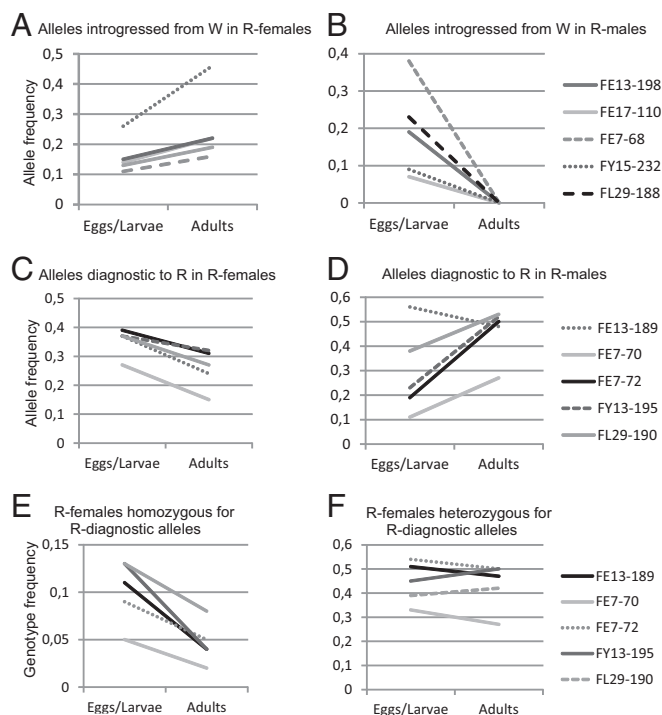 A Alleles introgressed from W in R-females
0,5
0,4
0,3
0,2
0,1
0
Allele frequency
Eggs/Larvae Adults
B Alleles introgressed from W in R-males
0,4
0,3
0,2
0,1
0
Eggs/Larvae Adults
FE13-198
FE17-110
FE7-68
FY15-232
FL29-188
C Alleles diagnostic to R in R-females
0,5
0,4
0,3
0,2
0,1
0
Allele frequency
Eggs/Larvae Adults
D Alleles diagnostic to R in R-males
0,6
0,5
0,4
0,3
0,2
0,1
0
Eggs/Larvae Adults
FE13-189
FE7-70
FE7-72
FY13-195
FL29-190
E R-females homozygous for
R-diagnostic alleles
0,15
0,1
0,05
0
Genotype frequency
Eggs/Larvae Adults
F R-females heterozygous for
R-diagnostic alleles
0,6
0,5
0,4
0,3
0,2
0,1
0
Eggs/Larvae Adults
FE13-189
FE7-70
FE7-72
FY13-195
FL29-190